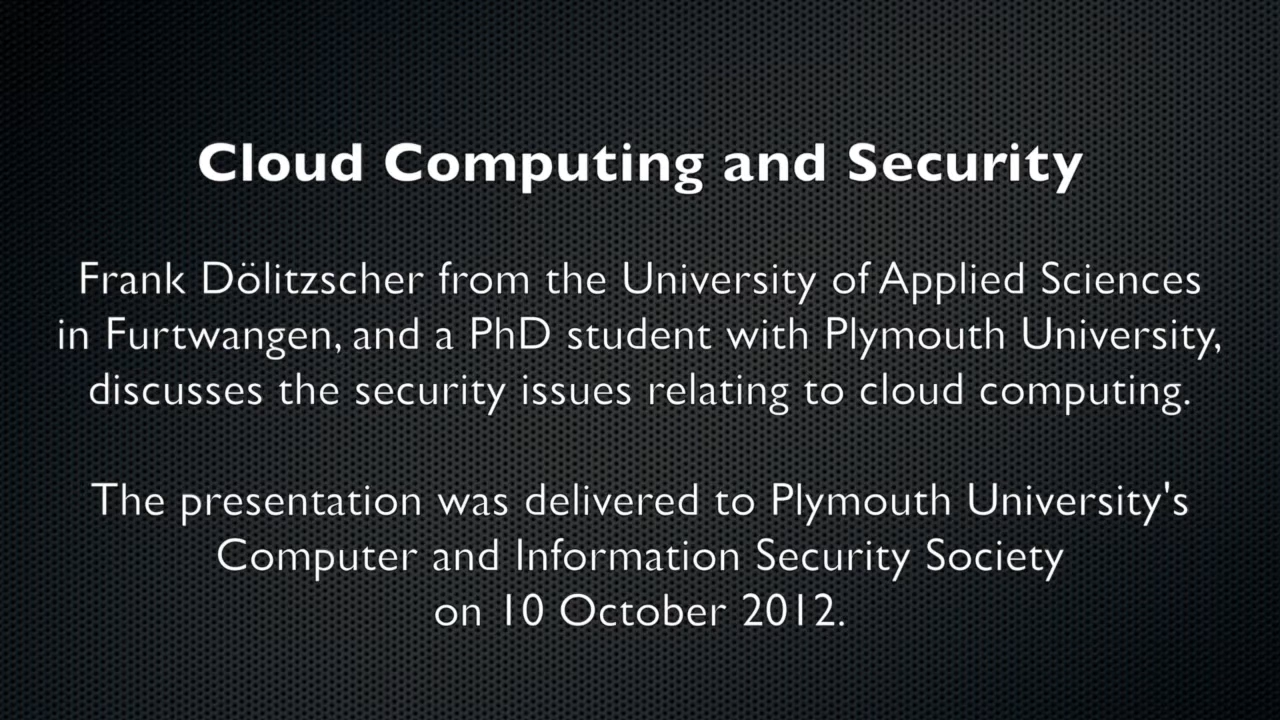 Cloud Computing and Security
Frank Dölitzscher from the University of Applied Sciences
in Furtwangen, and a PhD student with Plymouth University,
discusses the security issues relating to cloud computing.
The presentation was delivered to Plymouth University's
Computer and Information Security Society
on 10 October 2012.